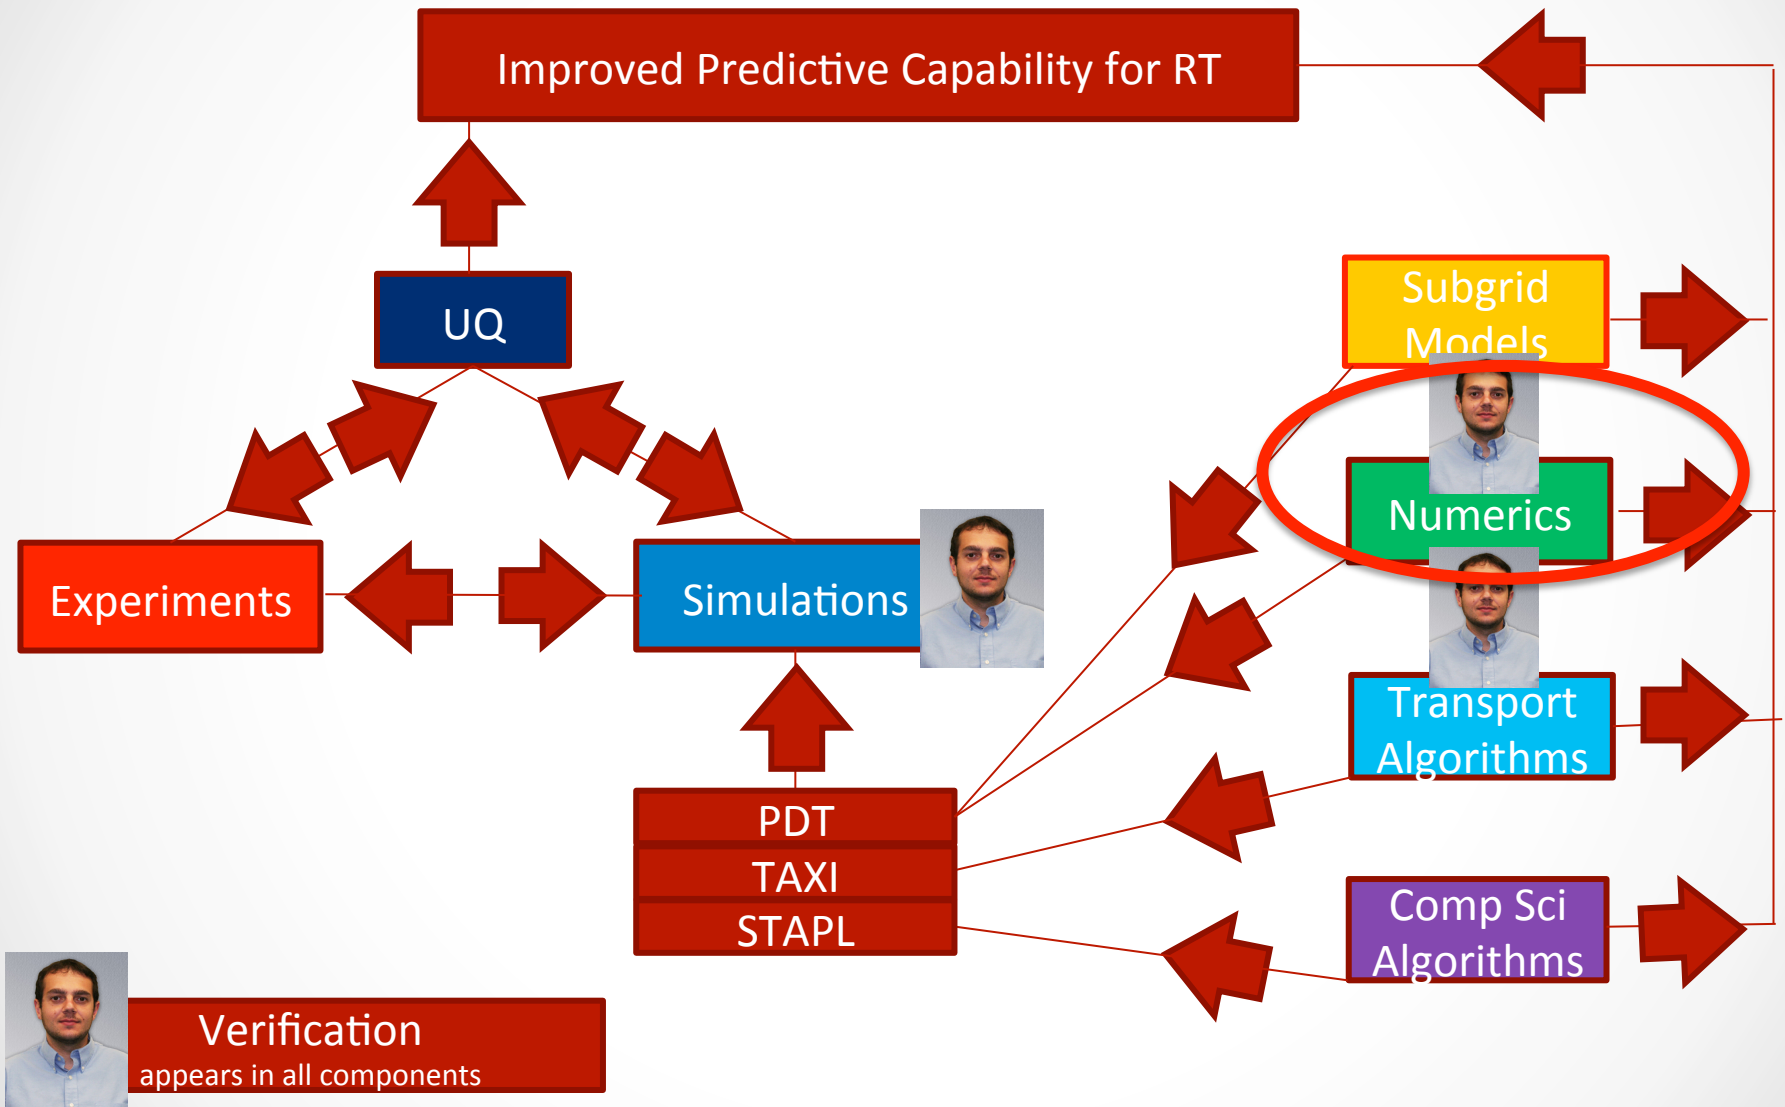 Improved Predictive Capability for RT
UQ
Subgrid
Models
Numerics
Experiments
Simulations
Transport
Algorithms
PDT
TAXI
STAPL
Comp Sci
Algorithms
Verification
appears in all components